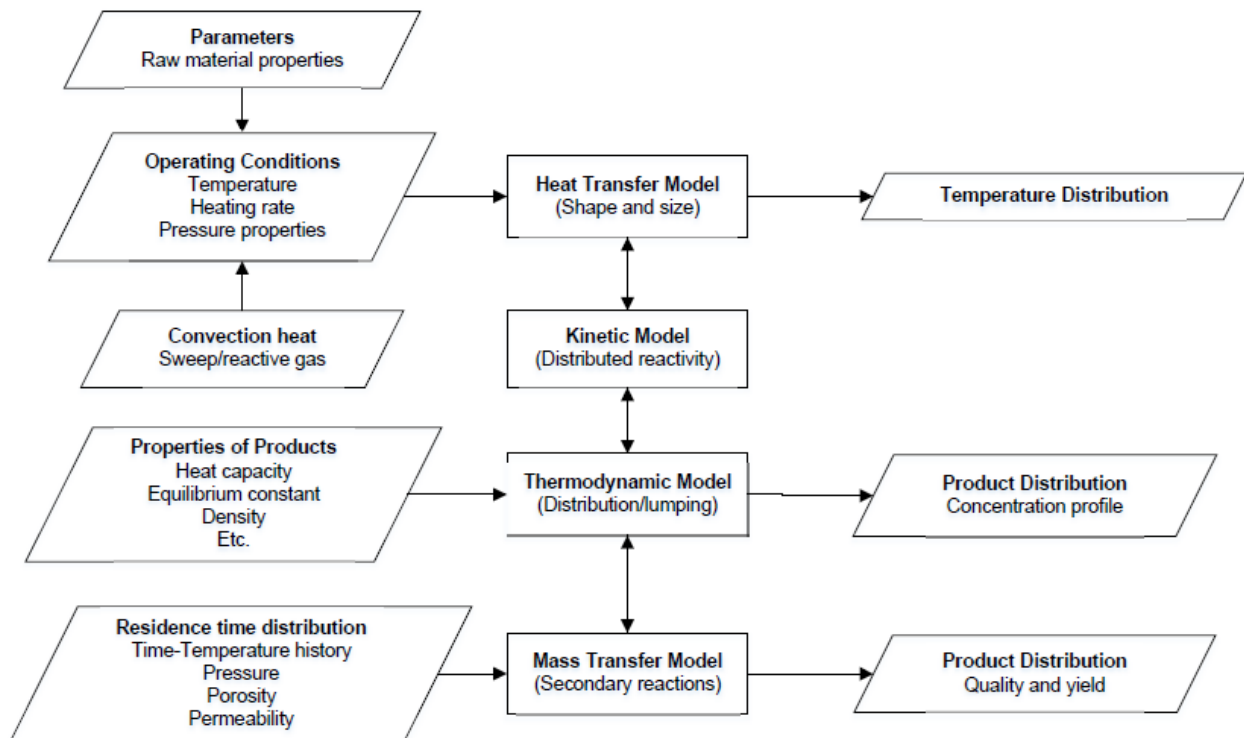 Parameters
Raw material properties
Operating Conditions
Temperature
Heating rate
Pressure properties
Heat Transfer Model
(Shape and size)
Temperature Distribution
Convection heat
Sweep/reactive gas
Kinetic Model
(Distributed reactivity)
Properties of Products
Heat capacity
Equilibrium constant
Density
Etc.
Thermodynamic Model
(Distribution/lumping)
Product Distribution
Concentration profile
Residence time distribution
Time-Temperature history
Pressure
Porosity
Permeability
Mass Transfer Model
(Secondary reactions)
Product Distribution
Quality and yield